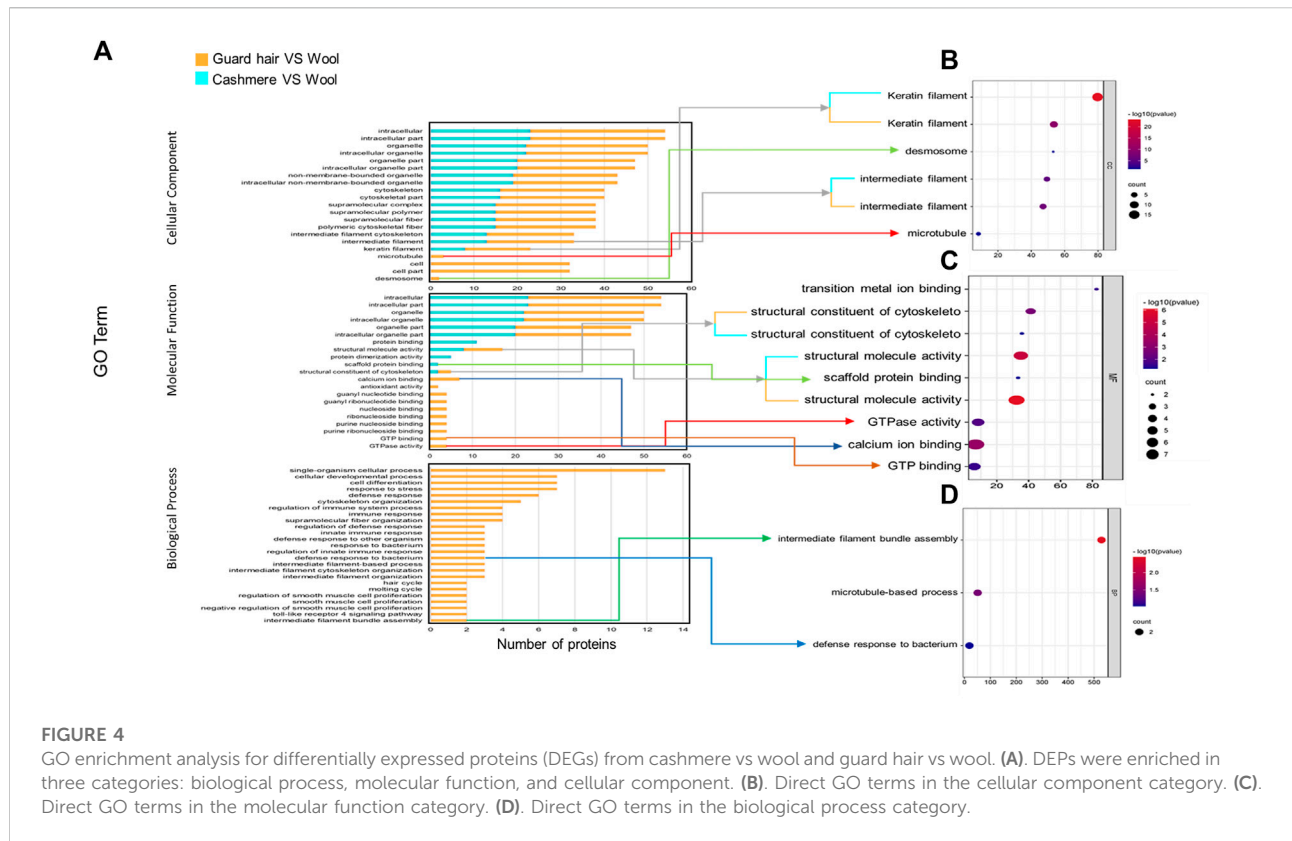 A
Guard hair VS Wool
Cashmere VS Wool
GO Term
Cellular Component
intracellular
intracellular part
organelle
intracellular organelle
organelle part
intracellular organelle part
non-membrane-bounded organelle
intracellular non-membrane-bounded organelle
cytoskeleton
cytoskeletal part
supramolecular complex
supramolecular polymer
supramolecular fiber
polymeric cytoskeletal fiber
intermediate filament cytoskeleton
intermediate filament
keratin filament
microtubule
cell
cell part
desmosome
0 10 20 30 40 50 60
Molecular Function
intracellular
intracellular part
organelle
intracellular organelle
organelle part
intracellular organelle part
protein binding
structural molecule activity
protein dimerization activity
scaffold protein binding
structural constituent of cytoskeleton
calcium ion binding
antioxidant activity
guanyl nucleotide binding
guanyl ribonucleotide binding
nucleoside binding
ribonucleoside binding
purine nucleoside binding
purine ribonucleoside binding
GTP binding
GTPase activity
0 10 20 30 40 50 60
Biological Process
single-organism cellular process
cellular developmental process
cell differentiation
response to stress
defense response
cytoskeleton organization
regulation of immune system process
immune response
supramolecular fiber organization
regulation of defense response
innate immune response
defense response to other organism
response to bacterium
regulation of innate immune response
defense response to bacterium
intermediate filament-based process
intermediate filament cytoskeleton organization
intermediate filament organization
hair cycle
molting cycle
regulation of smooth muscle cell proliferation
smooth muscle cell proliferation
negative regulation of smooth muscle cell proliferation
toll-like receptor 4 signaling pathway
intermediate filament bundle assembly
0 2 4 6 8 10 12 14
Number of proteins
B
Keratin filament
Keratin filament
desmosome
intermediate filament
intermediate filament
microtubule
0 20 40 60 80
CC
- log10(pvalue)
20
15
10
5
count
5
10
15
C
transition metal ion binding
structural constituent of cytoskeleto
structural constituent of cytoskeleto
structural molecule activity
scaffold protein binding
structural molecule activity
GTPase activity
calcium ion binding
GTP binding
0 20 40 60 80
MF
- log10(pvalue)
6
5
4
3
2
count
2
3
4
5
6
7
D
intermediate filament bundle assembly
microtubule-based process
defense response to bacterium
0 100 200 300 400 500
BP
- log10(pvalue)
2.0
1.5
count
2
FIGURE 4
GO enrichment analysis for differentially expressed proteins (DEGs) from cashmere vs wool and guard hair vs wool. (A). DEPs were enriched in
three categories: biological process, molecular function, and cellular component. (B). Direct GO terms in the cellular component category. (C).
Direct GO terms in the molecular function category. (D). Direct GO terms in the biological process category.